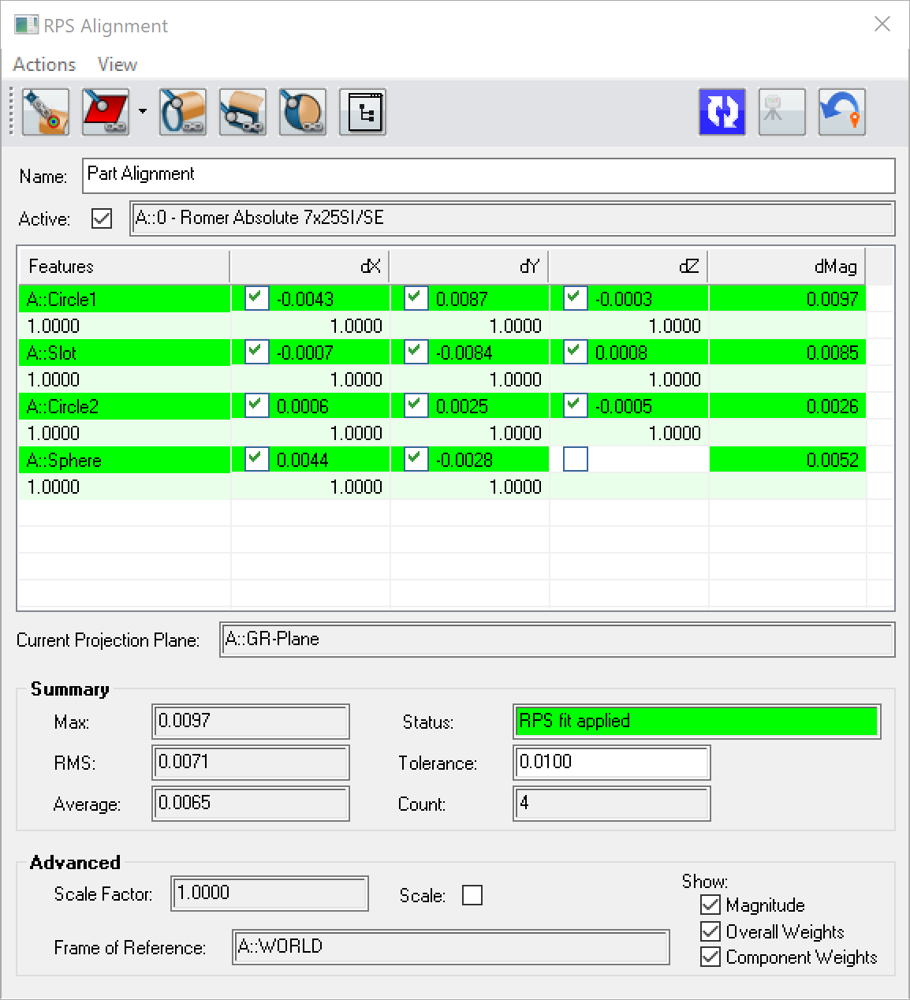 RPS Alignment
Actions View
Name: Part Alignment
Active: A::0 - Romer Absolute 7x25SI/SE
Features dX dY dZ dMag
A::Circle1 -0.0043 0.0087 -0.0003 0.0097
1.0000 1.0000 1.0000 1.0000
A::Slot -0.0007 -0.0084 0.0008 0.0085
1.0000 1.0000 1.0000 1.0000
A::Circle2 0.0006 0.0025 -0.0005 0.0026
1.0000 1.0000 1.0000 1.0000
A::Sphere 0.0044 -0.0028 0.0052
1.0000 1.0000 1.0000
Current Projection Plane: A::GR-Plane
Summary
Max: 0.0097 Status: RPS fit applied
RMS: 0.0071 Tolerance: 0.0100
Average: 0.0065 Count: 4
Advanced
Scale Factor: 1.0000 Scale: Show:
Magnitude
Overall Weights
Frame of Reference: A::WORLD
Component Weights